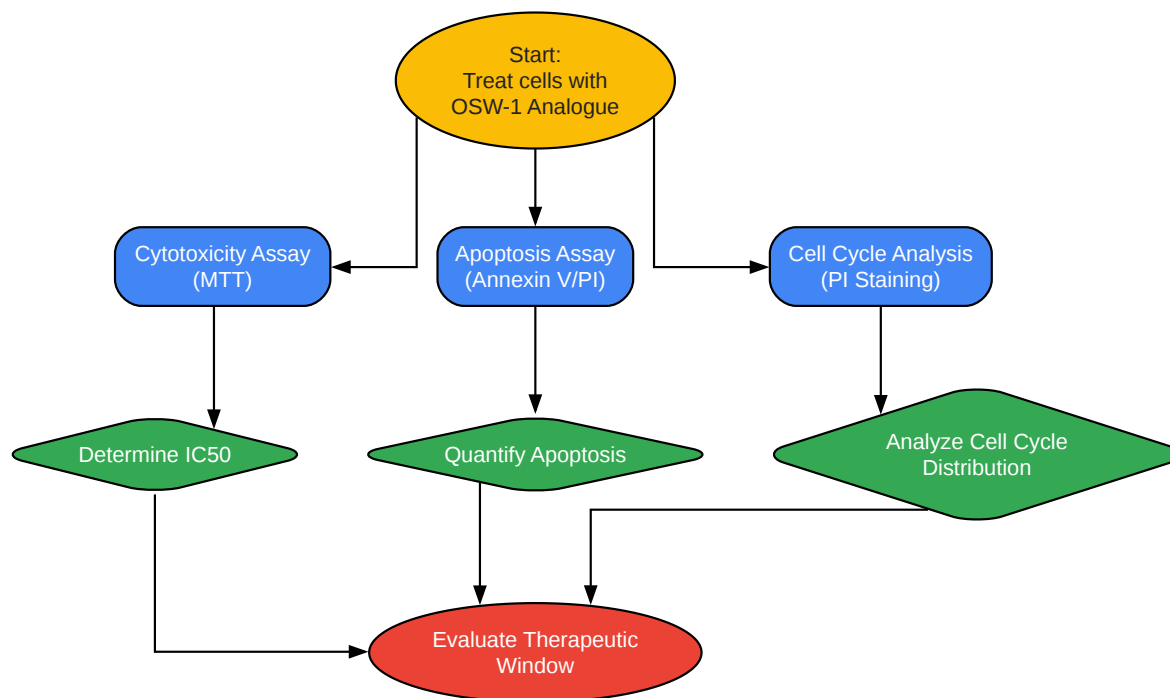 Start:
Treat cells with
OSW-1 Analogue
Cytotoxicity Assay
(MTT)
Apoptosis Assay
(Annexin V/PI)
Cell Cycle Analysis
(PI Staining)
Determine IC50
Quantify Apoptosis
Analyze Cell Cycle
Distribution
Evaluate Therapeutic
Window